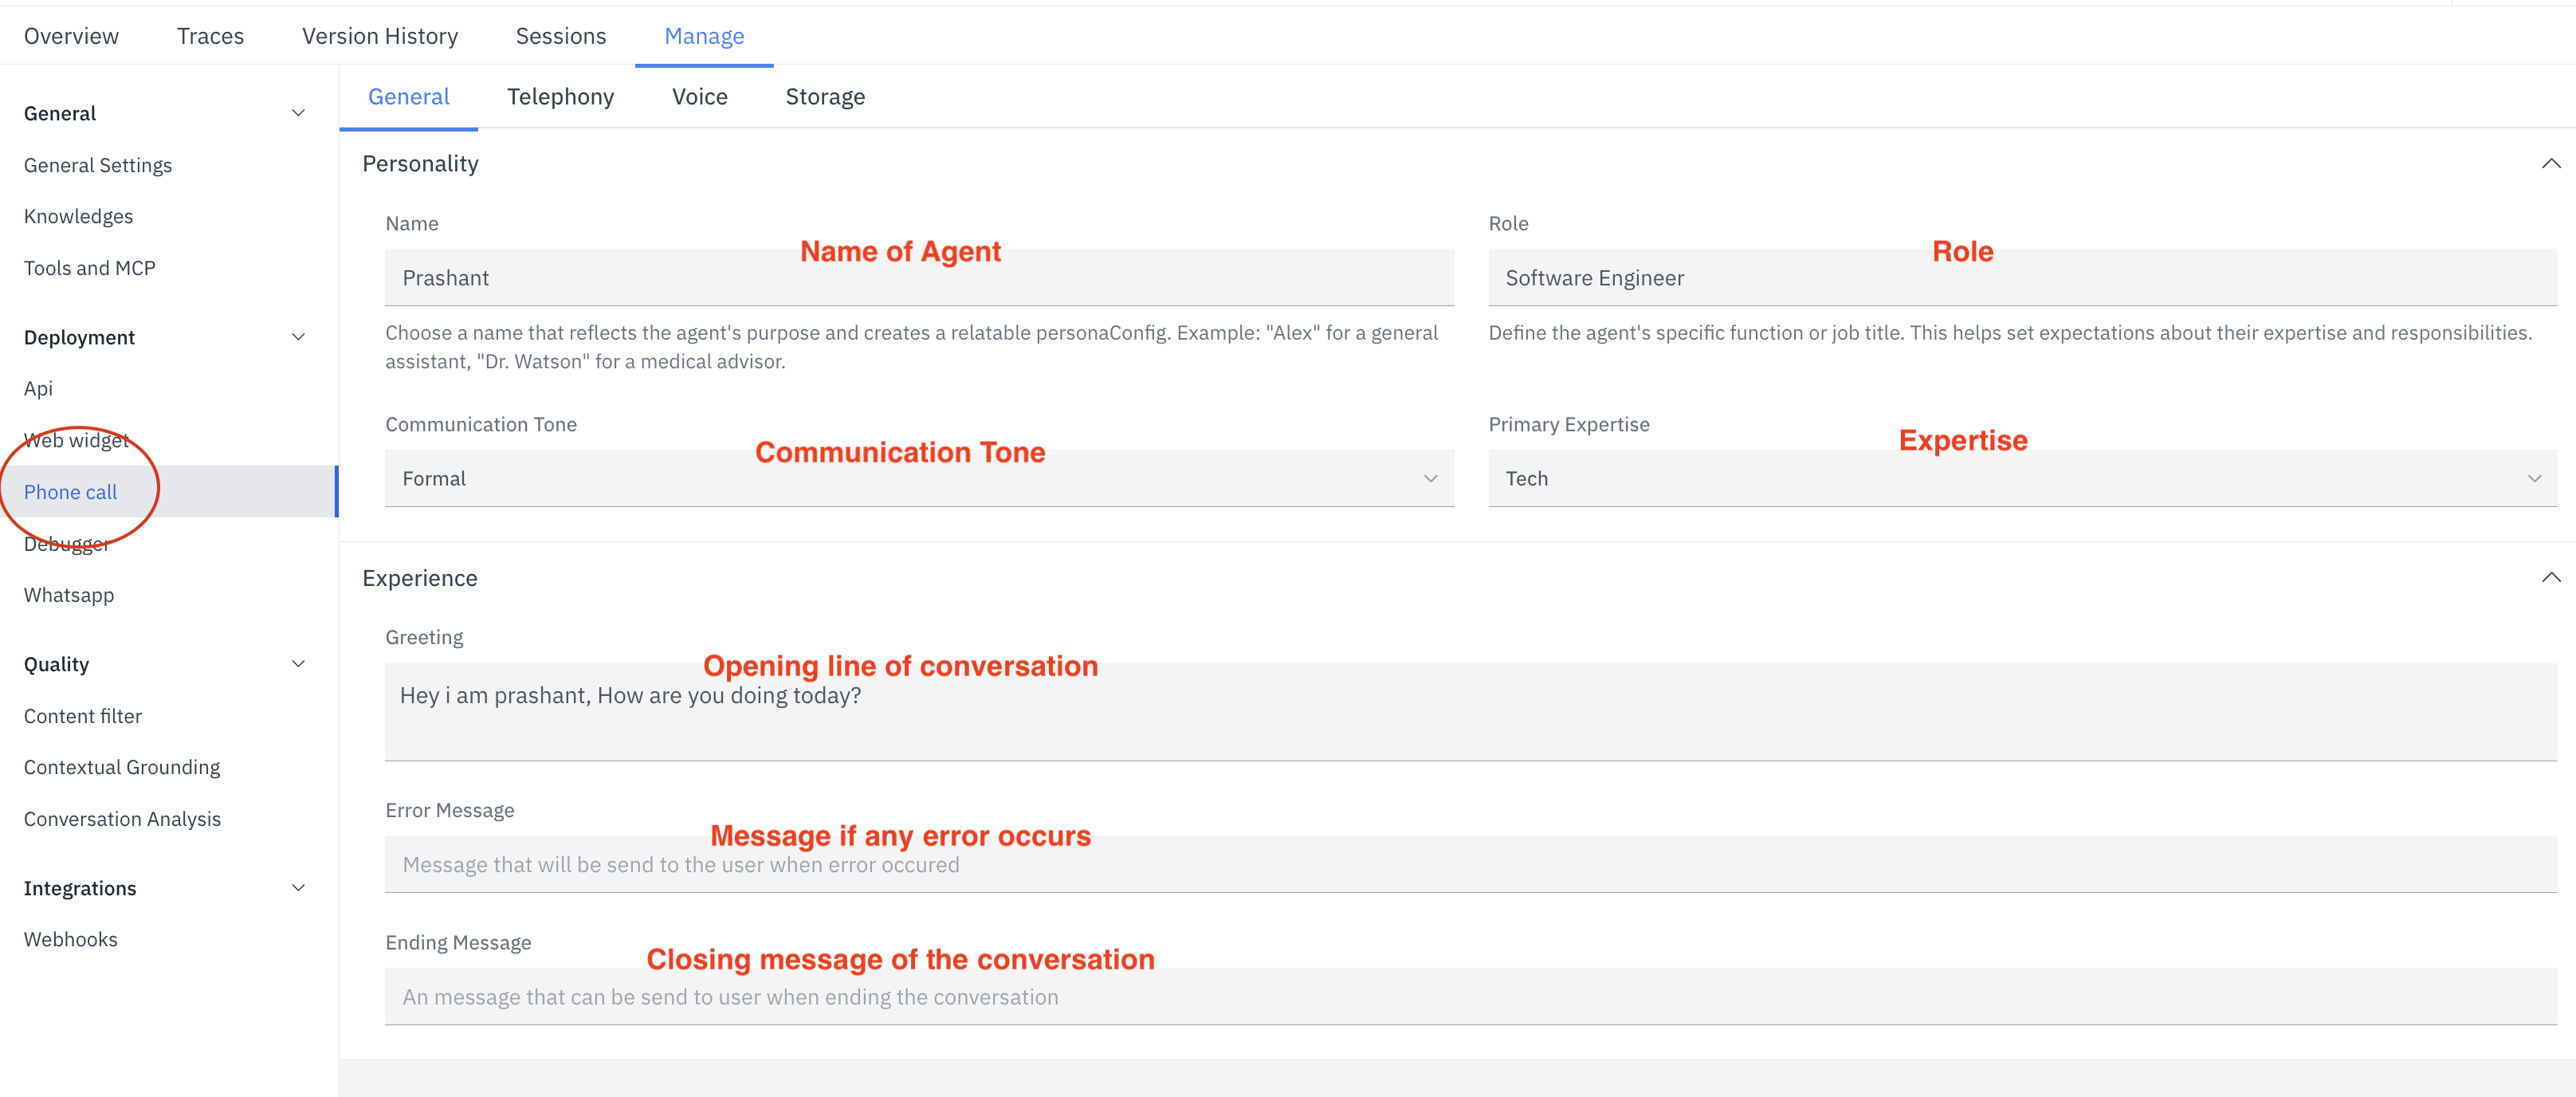 Overview Traces Version History Sessions Manage
General
General Settings
Knowledges
Tools and MCP
Deployment
Api
Web widget
Phone call
Debugger
Whatsapp
Quality
Content filter
Contextual Grounding
Conversation Analysis
Integrations
Webhooks
General Telephony Voice Storage
Personality
Name
Name of Agent
Prashant
Choose a name that reflects the agent's purpose and creates a relatable personaConfig. Example: "Alex" for a general
assistant, "Dr. Watson" for a medical advisor.
Role
Role
Software Engineer
Define the agent's specific function or job title. This helps set expectations about their expertise and responsibilities.
Communication Tone
Communication Tone
Formal
Primary Expertise
Expertise
Tech
Experience
Greeting
Opening line of conversation
Hey i am prashant, How are you doing today?
Error Message
Message if any error occurs
Message that will be send to the user when error occured
Ending Message
Closing message of the conversation
An message that can be send to user when ending the conversation